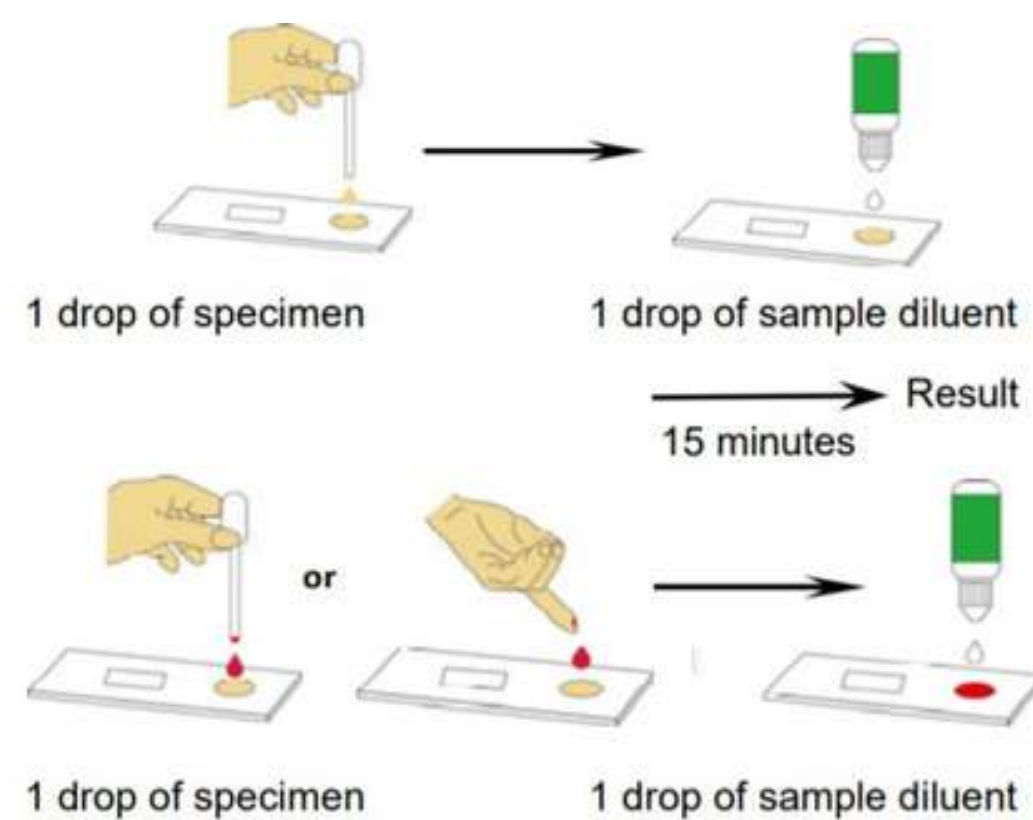 1 drop of specimen
1 drop of sample diluent
Result
15 minutes
or
1 drop of specimen
1 drop of sample diluent